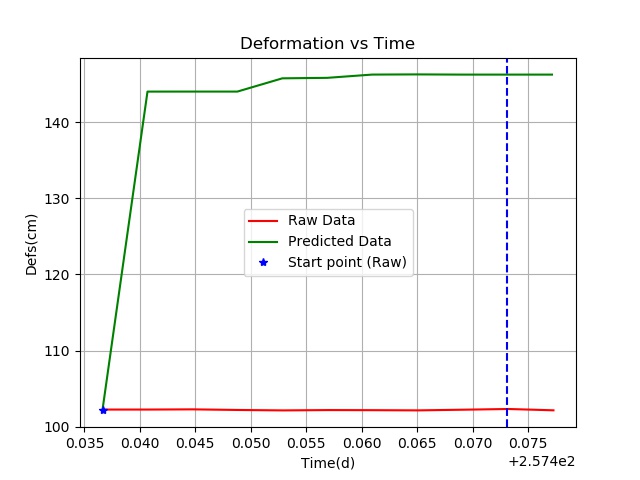 Deformation vs Time
Defs(cm)
140
130
120
110
100
Raw Data
Predicted Data
Start point (Raw)
0.035 0.040 0.045 0.050 0.055 0.060 0.065 0.070 0.075
Time(d)
+2.574e2